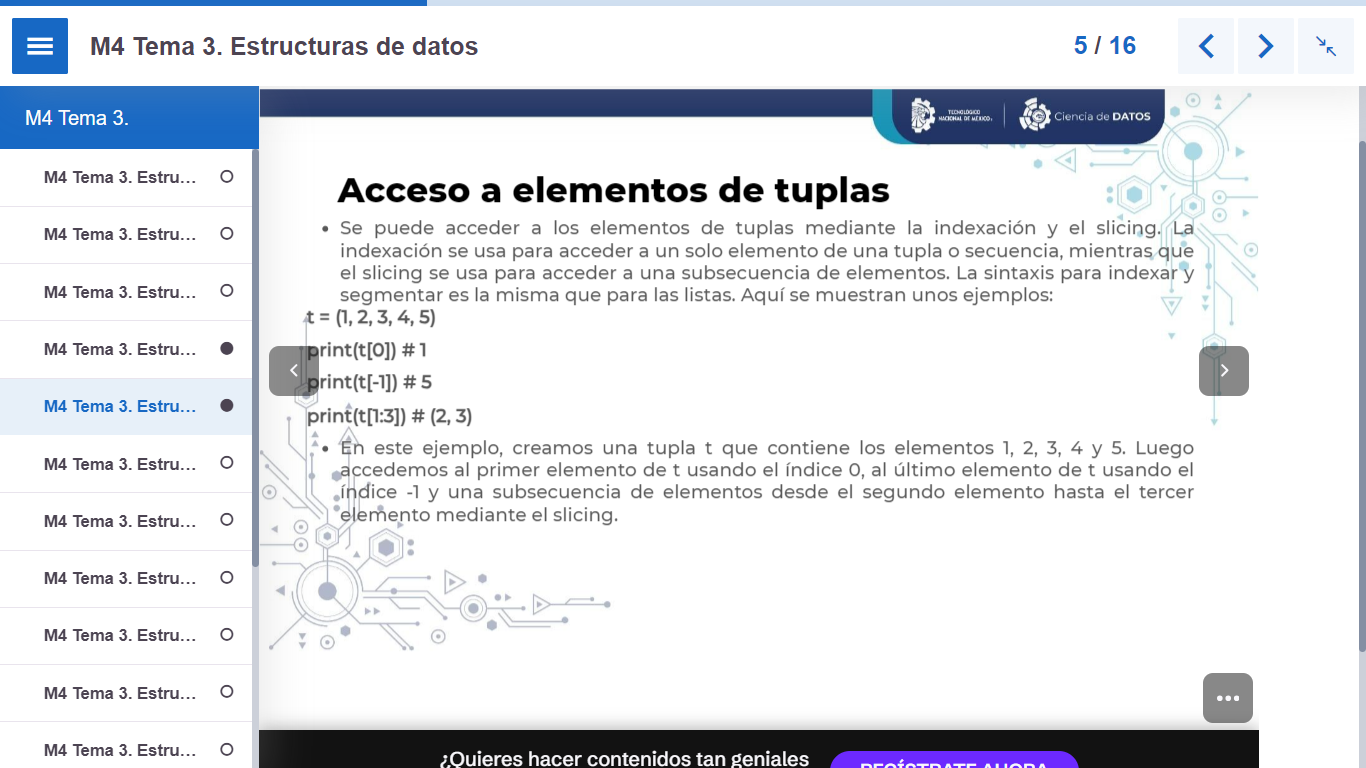 M4 Tema 3. Estructuras de datos
5 / 16
M4 Tema 3.
M4 Tema 3. Estru...
M4 Tema 3. Estru...
M4 Tema 3. Estru...
M4 Tema 3. Estru...
M4 Tema 3. Estru...
M4 Tema 3. Estru...
M4 Tema 3. Estru...
M4 Tema 3. Estru...
M4 Tema 3. Estru...
M4 Tema 3. Estru...
M4 Tema 3. Estru...
TECNOLÓGICO
NACIONAL DE MÉXICO®
Ciencia de DATOS
Acceso a elementos de tuplas
• Se puede acceder a los elementos de tuplas mediante la indexación y el slicing. La
indexación se usa para acceder a un solo elemento de una tupla o secuencia, mientras que
el slicing se usa para acceder a una subsecuencia de elementos. La sintaxis para indexar y
segmentar es la misma que para las listas. Aquí se muestran unos ejemplos:
t = (1, 2, 3, 4, 5)
print(t[0]) # 1
print(t[-1]) # 5
print(t[1:3]) # (2, 3)
• En este ejemplo, creamos una tupla t que contiene los elementos 1, 2, 3, 4 y 5. Luego
accedemos al primer elemento de t usando el índice 0, al último elemento de t usando el
índice -1 y una subsecuencia de elementos desde el segundo elemento hasta el tercer
elemento mediante el slicing.
¿Quieres hacer contenidos tan geniales
REGÍSTRATE AHORA